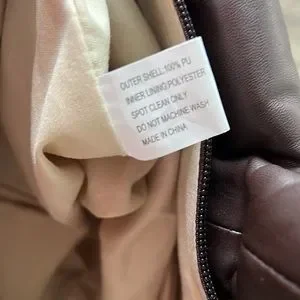 OUTER SHELL:100% PU
INNER LINING:POLYESTER
SPOT CLEAN ONLY
DO NOT MACHINE WASH
MADE IN CHINA